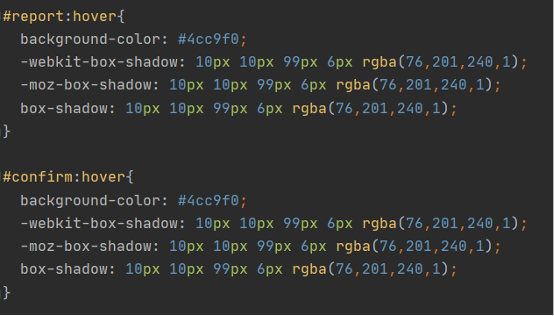 #report:hover{
background-color: #4cc9f0;
-webkit-box-shadow: 10px 10px 99px 6px rgba(76,201,240,1);
-moz-box-shadow: 10px 10px 99px 6px rgba(76,201,240,1);
box-shadow: 10px 10px 99px 6px rgba(76,201,240,1);
}
#confirm:hover{
background-color: #4cc9f0;
-webkit-box-shadow: 10px 10px 99px 6px rgba(76,201,240,1);
-moz-box-shadow: 10px 10px 99px 6px rgba(76,201,240,1);
box-shadow: 10px 10px 99px 6px rgba(76,201,240,1);
}